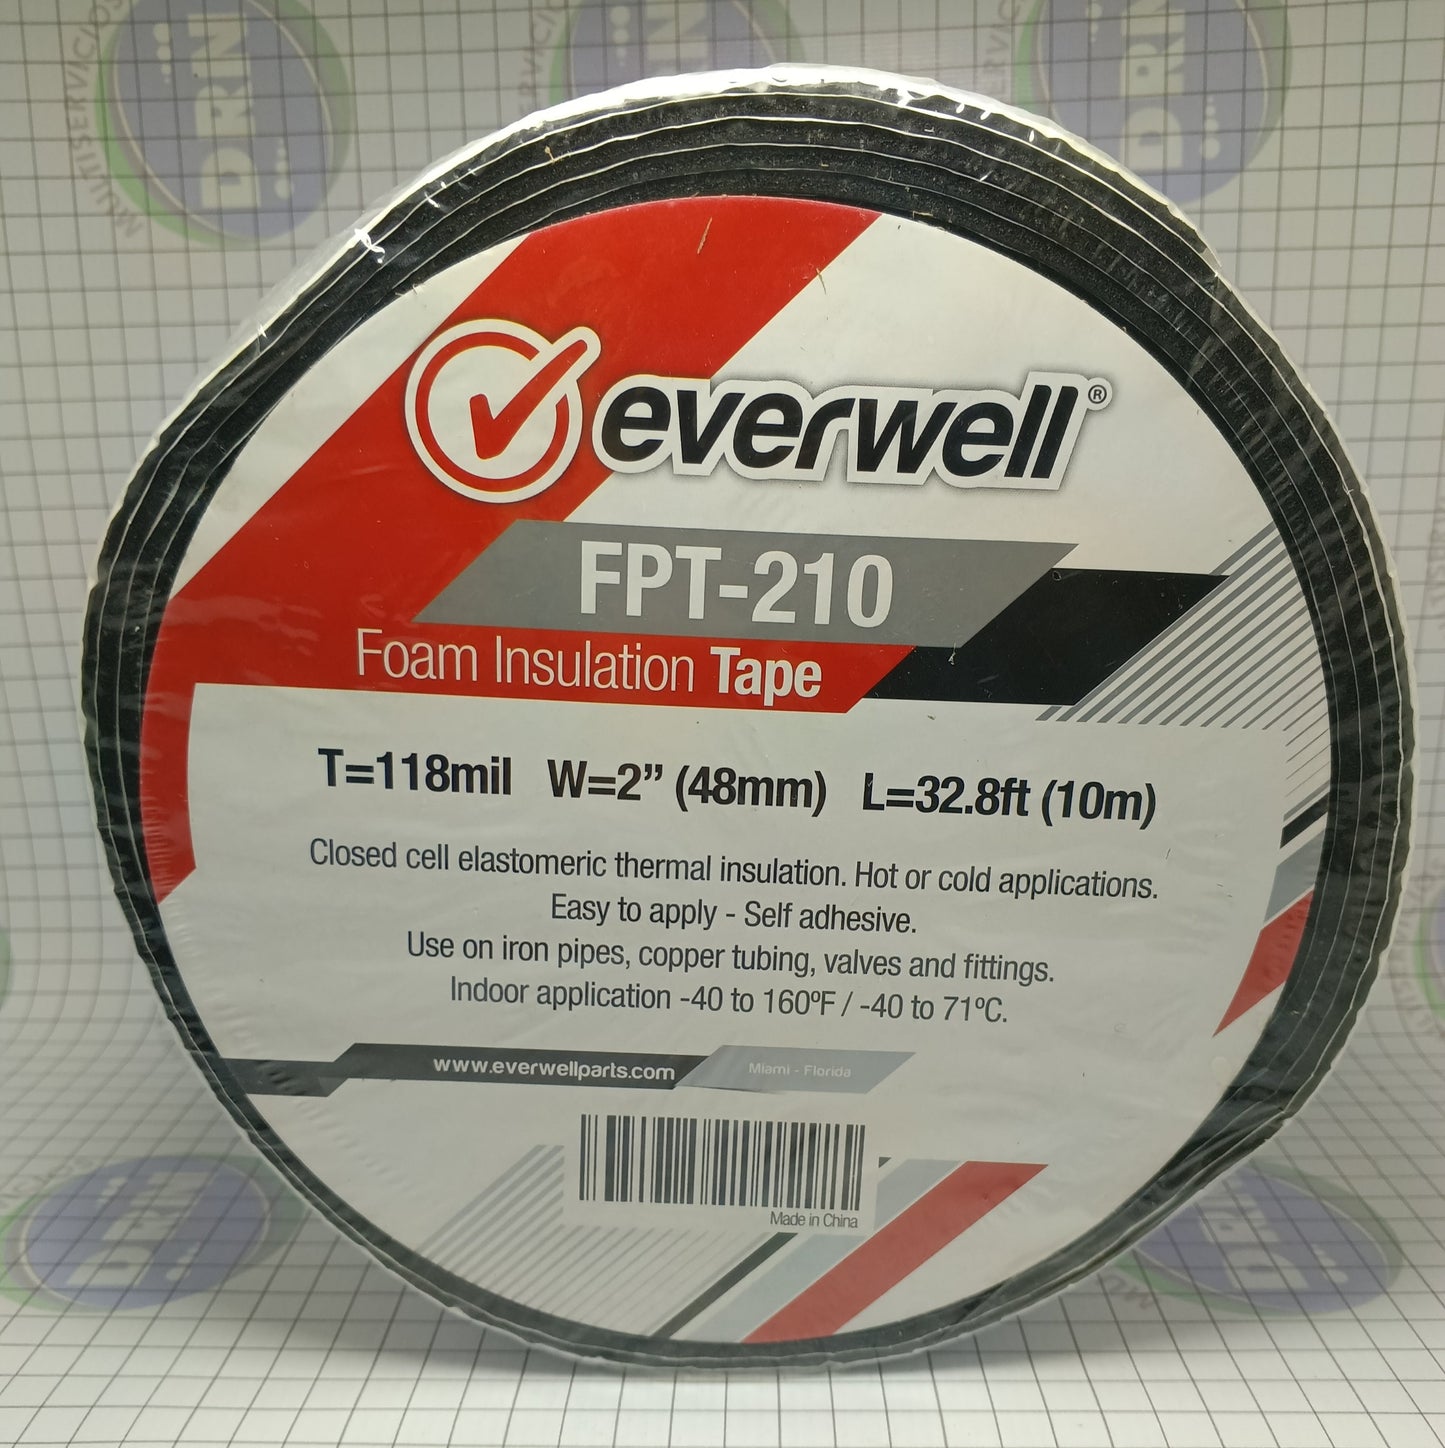 everwell®
FPT-210
Foam Insulation Tape
T=118mil W=2” (48mm) L=32.8ft (10m)
Closed cell elastomeric thermal insulation. Hot or cold applications.
Easy to apply - Self adhesive.
Use on iron pipes, copper tubing, valves and fittings.
Indoor application -40 to 160ºF / -40 to 71ºC.
www.everwellparts.com Miami - Florida
Made in China
DRN
DRN